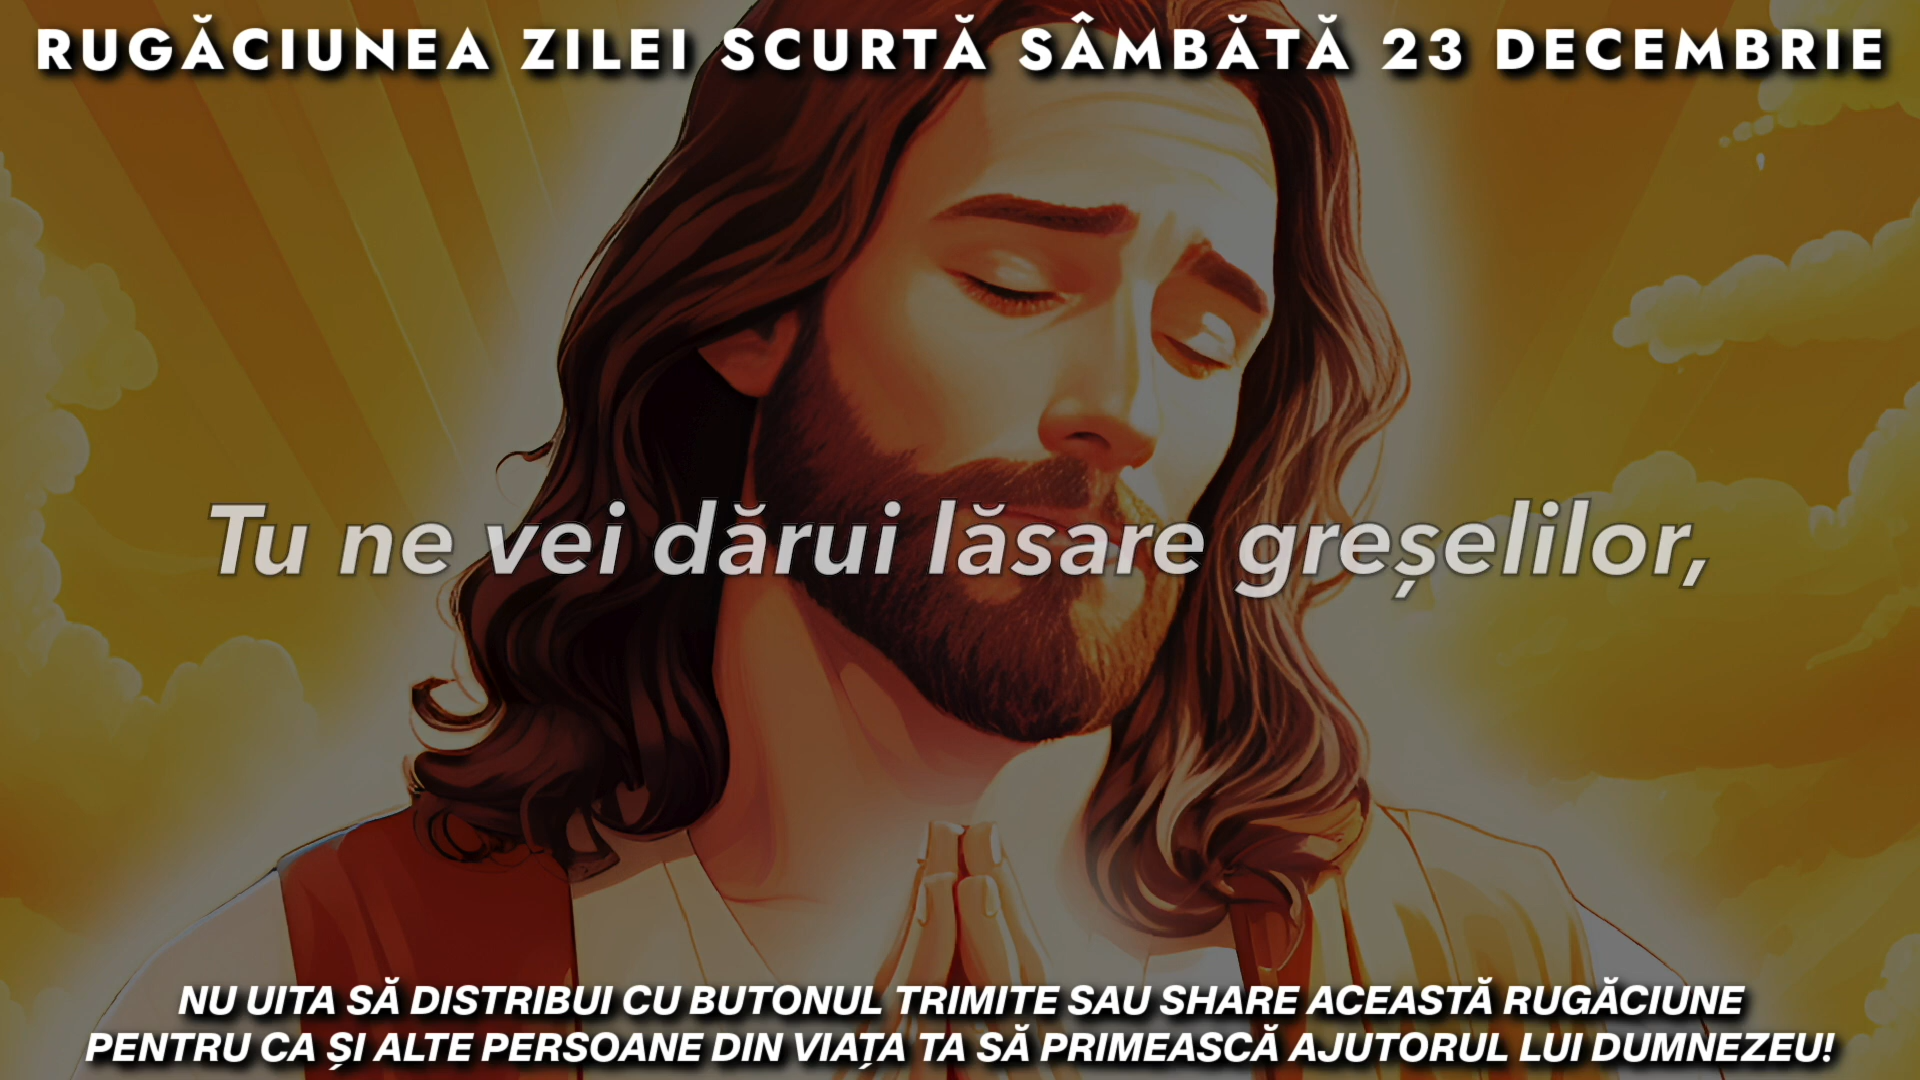 RUGĂCIUNEA ZILEI SCURTĂ SÂMBĂTĂ 23 DECEMBRIE
Tu ne vei dărui lăsare greșelilor,
NU UITA SĂ DISTRIBUI CU BUTONUL TRIMITE SAU SHARE ACEASTĂ RUGĂCIUNE
PENTRU CA ȘI ALTE PERSOANE DIN VIAȚA TA SĂ PRIMEASCĂ AJUTORUL LUI DUMNEZEU!